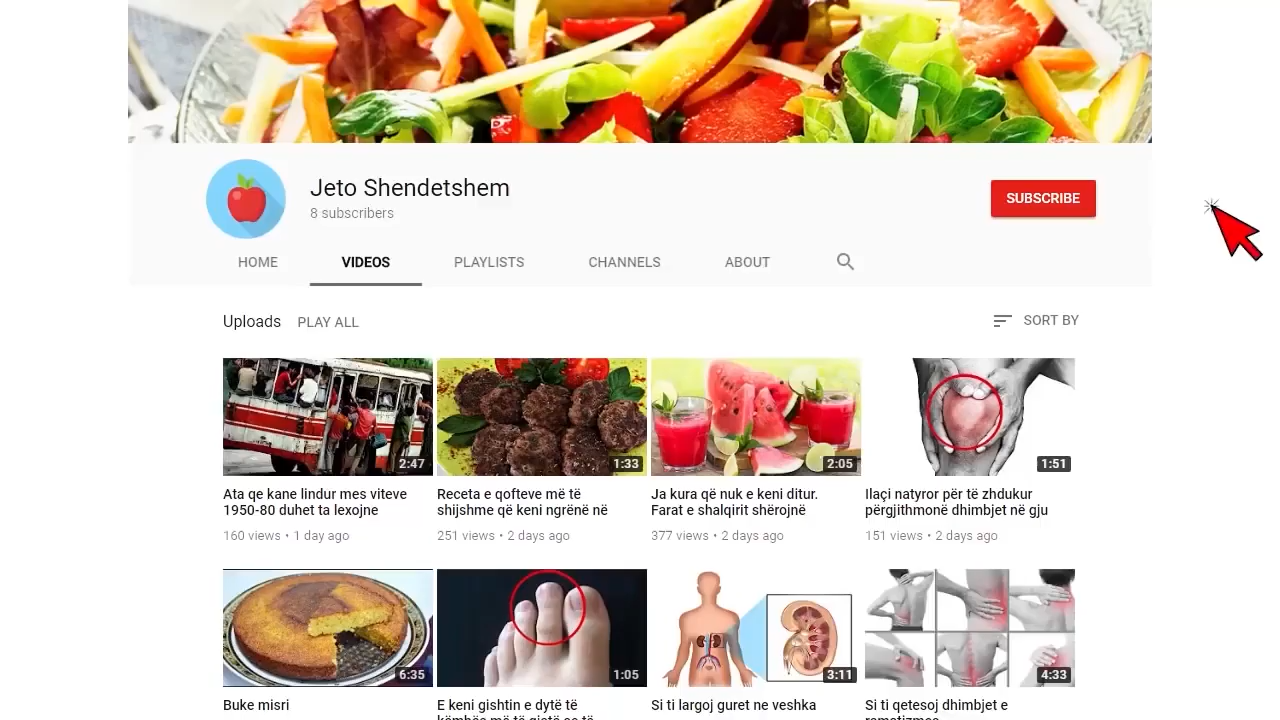 Jeto Shendetshem
8 subscribers
SUBSCRIBE
HOME VIDEOS PLAYLISTS CHANNELS ABOUT
Uploads PLAY ALL
SORT BY
2:47 1:33 2:05 1:51
Ata qe kane lindur mes viteve
1950-80 duhet ta lexojne
160 views • 1 day ago
Receta e qofteve më të
shijshme që keni ngrënë në
251 views • 2 days ago
Ja kura që nuk e keni ditur.
Farat e shalqirit shërojnë
377 views • 2 days ago
Ilaçi natyror për të zhdukur
përgjithmonë dhimbjet në gju
151 views • 2 days ago
6:35 1:05 3:11 4:33
Buke misri
E keni gishtin e dytë të
Si ti largoj guret ne veshka
Si ti qetesoj dhimbjet e